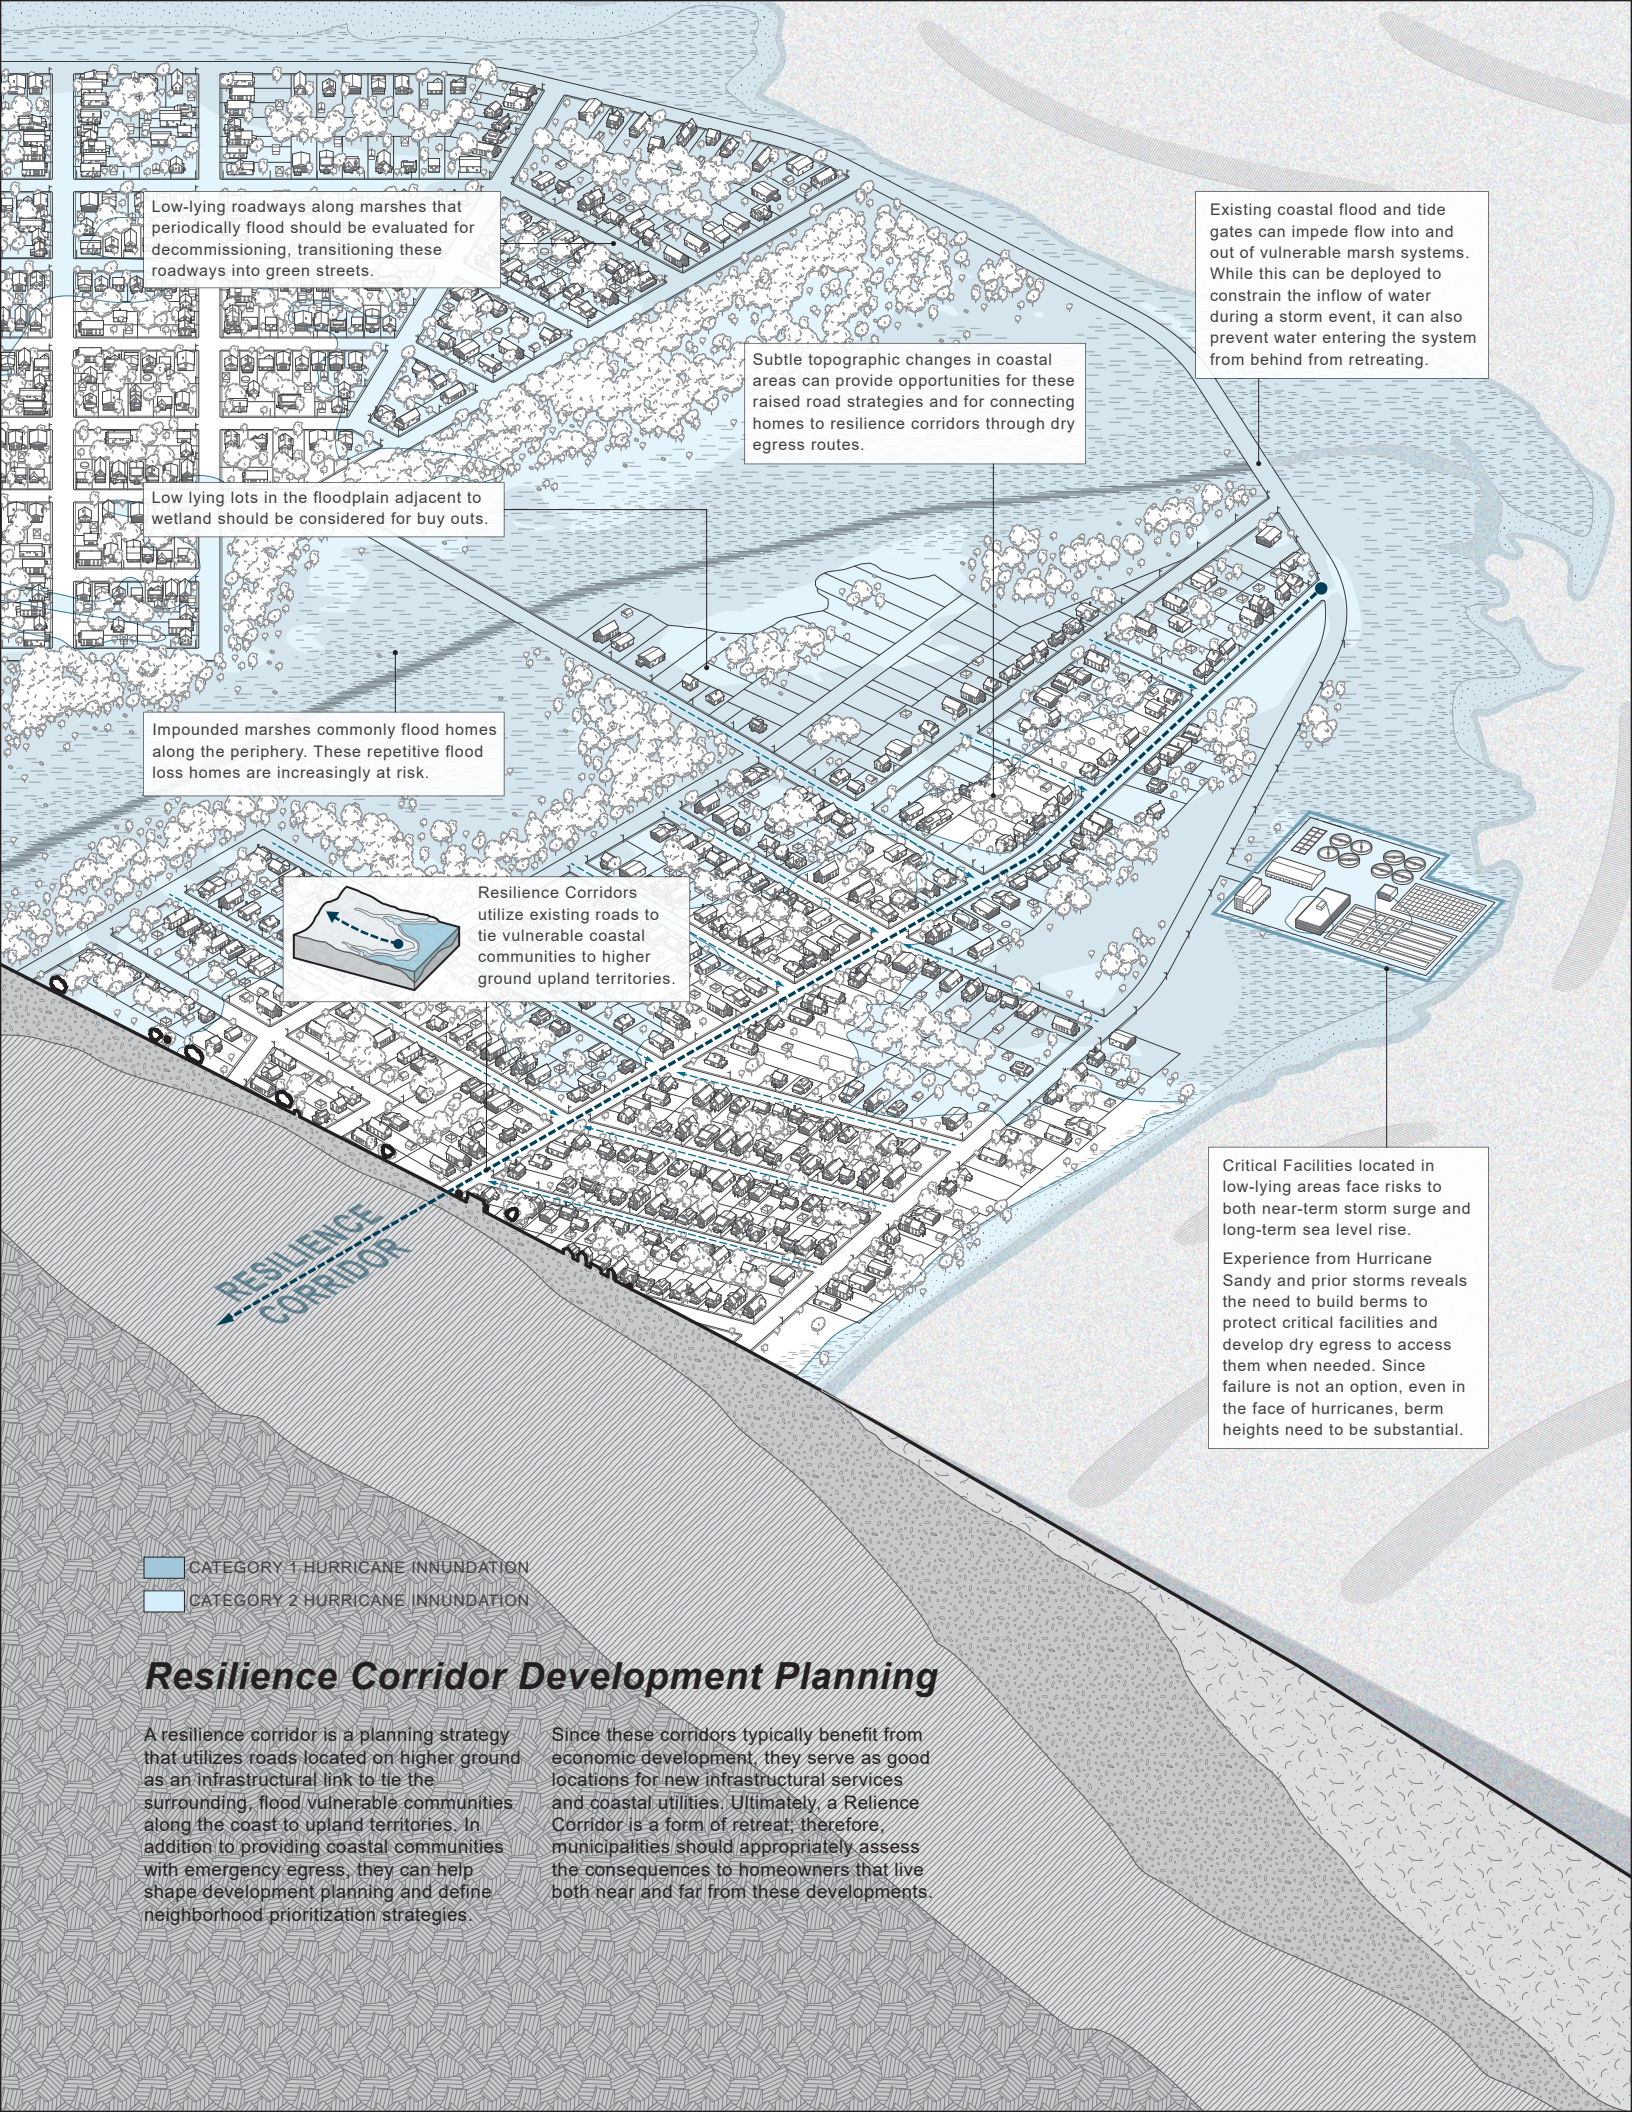 Low-lying roadways along marshes that
periodically flood should be evaluated for
decommissioning, transitioning these
roadways into green streets.
Existing coastal flood and tide
gates can impede flow into and
out of vulnerable marsh systems.
While this can be deployed to
constrain the inflow of water
during a storm event, it can also
prevent water entering the system
from behind from retreating.
Subtle topographic changes in coastal
areas can provide opportunities for these
raised road strategies and for connecting
homes to resilience corridors through dry
egress routes.
Low lying lots in the floodplain adjacent to
wetland should be considered for buy outs.
Impounded marshes commonly flood homes
along the periphery. These repetitive flood
loss homes are increasingly at risk.
Resilience Corridors
utilize existing roads to
tie vulnerable coastal
communities to higher
ground upland territories.
Critical Facilities located in
low-lying areas face risks to
both near-term storm surge and
long-term sea level rise.
Experience from Hurricane
Sandy and prior storms reveals
the need to build berms to
protect critical facilities and
develop dry egress to access
them when needed. Since
failure is not an option, even in
the face of hurricanes, berm
heights need to be substantial.
RESILIENCE
CORRIDOR
CATEGORY 1 HURRICANE INNUNDATION
CATEGORY 2 HURRICANE INNUNDATION
Resilience Corridor Development Planning
A resilience corridor is a planning strategy
that utilizes roads located on higher ground
as an infrastructural link to tie the
surrounding, flood vulnerable communities
along the coast to upland territories. In
addition to providing coastal communities
with emergency egress, they can help
shape development planning and define
neighborhood prioritization strategies.
Since these corridors typically benefit from
economic development, they serve as good
locations for new infrastructural services
and coastal utilities. Ultimately, a Relience
Corridor is a form of retreat; therefore,
municipalities should appropriately assess
the consequences to homeowners that live
both near and far from these developments.